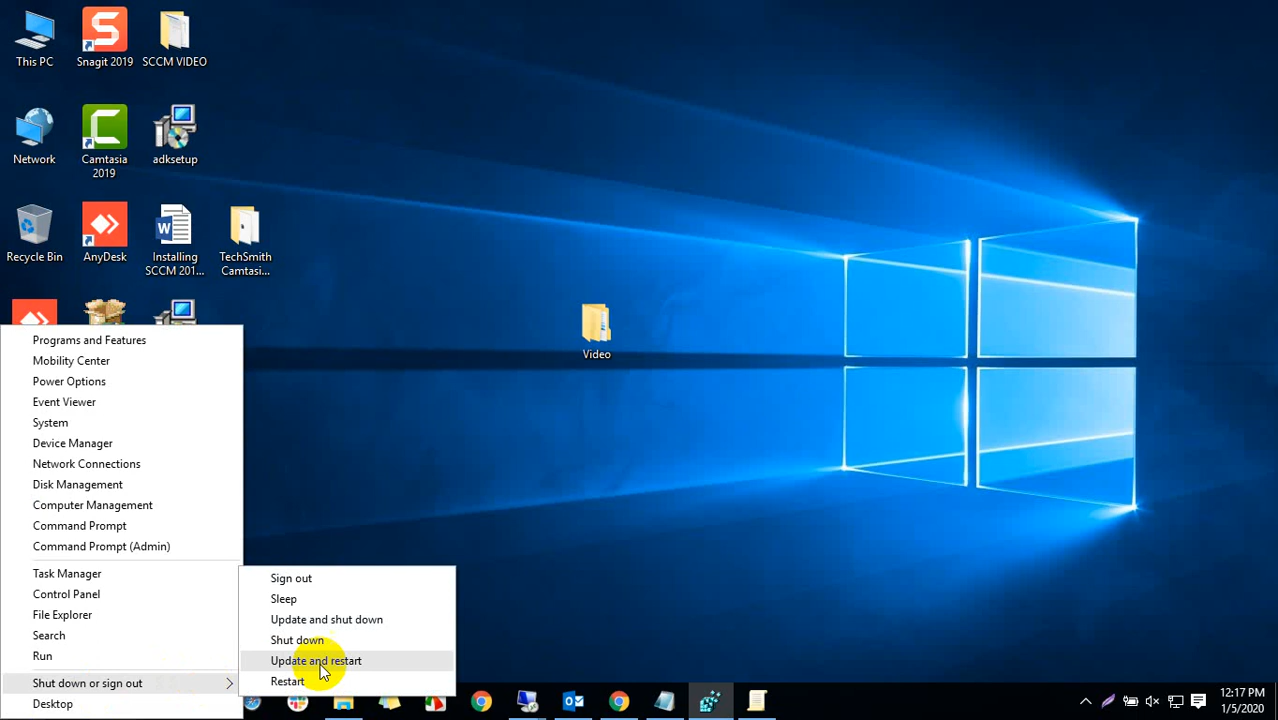 This PC
Snagit 2019
SCCM VIDEO
Network
Camtasia
2019
adksetup
Recycle Bin
AnyDesk
Installing
SCCM 201...
TechSmith
Camtasi...
Video
Programs and Features
Mobility Center
Power Options
Event Viewer
System
Device Manager
Network Connections
Disk Management
Computer Management
Command Prompt
Command Prompt (Admin)
Task Manager
Control Panel
File Explorer
Search
Run
Shut down or sign out
Desktop
Sign out
Sleep
Update and shut down
Shut down
Update and restart
Restart
12:17 PM
1/5/2020